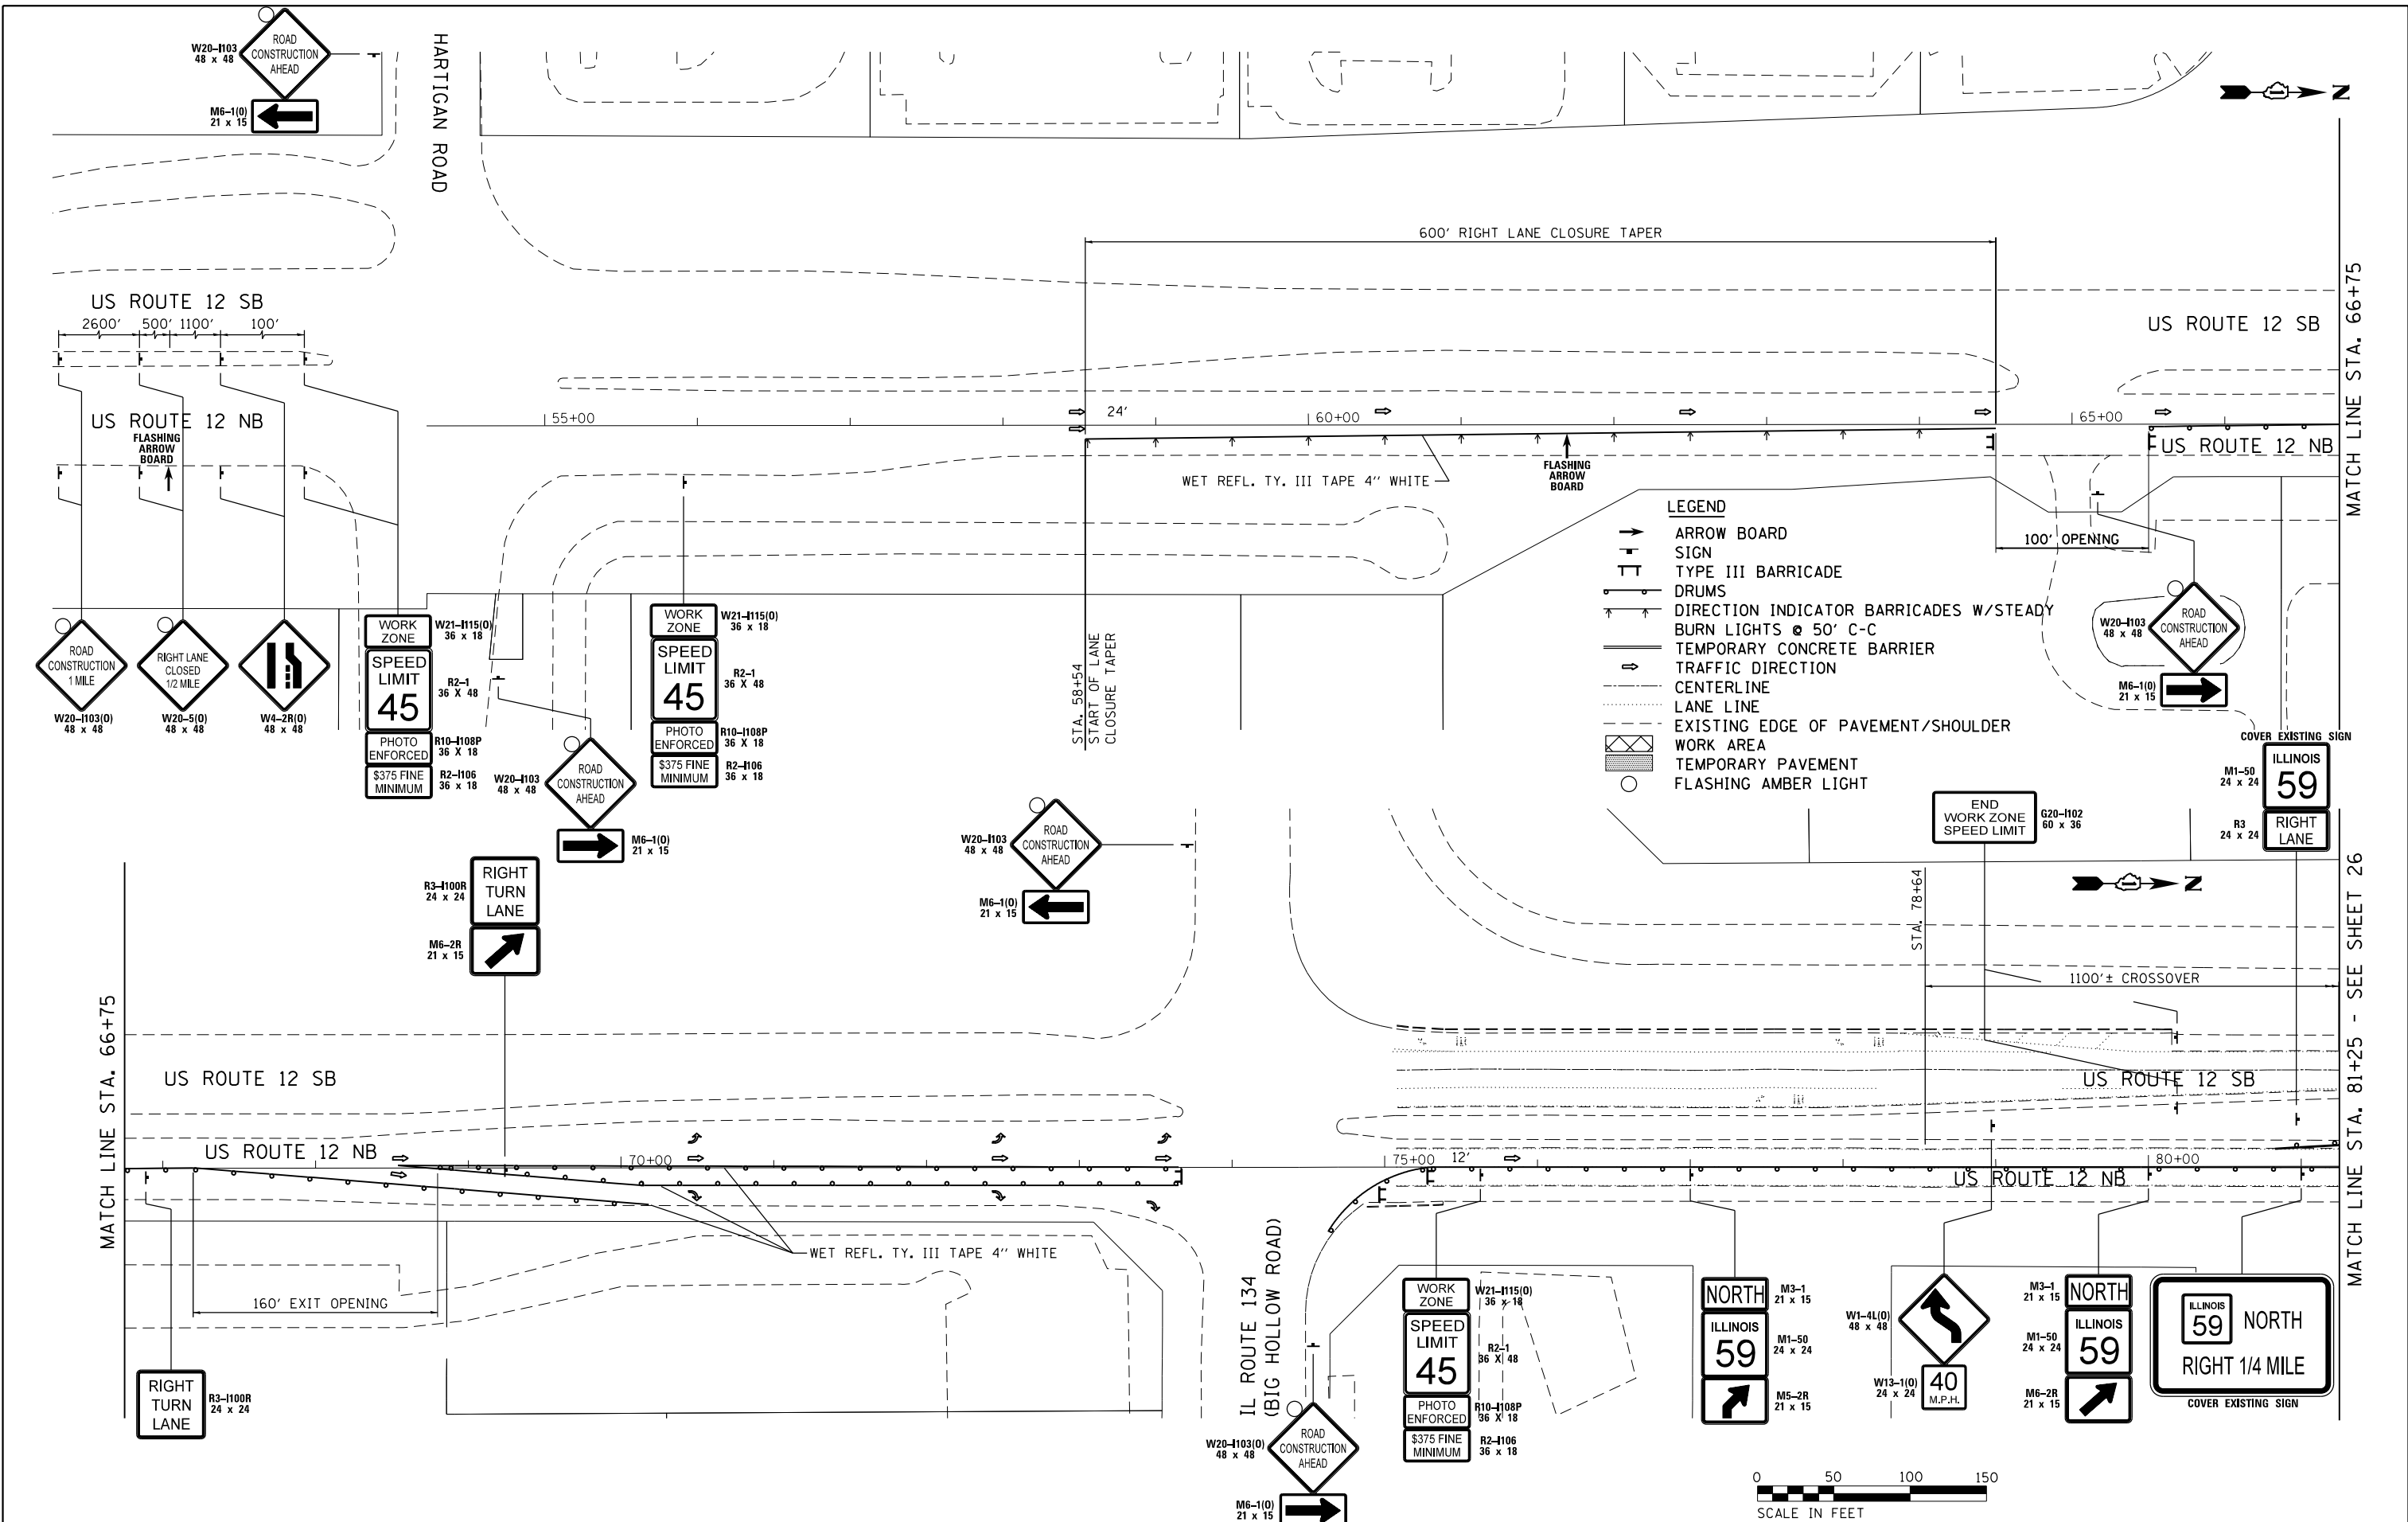 W20-I103
48 x 48
ROAD
CONSTRUCTION
AHEAD
M6-1(O)
21 x 15
HARTIGAN ROAD
N
600' RIGHT LANE CLOSURE TAPER
MATCH LINE STA. 66+75
US ROUTE 12 SB
2600'
500'
1100'
100'
US ROUTE 12 SB
US ROUTE 12 NB
FLASHING
ARROW
BOARD
55+00
24'
60+00
65+00
US ROUTE 12 NB
WET REFL. TY. III TAPE 4" WHITE
FLASHING
ARROW
BOARD
100' OPENING
STA. 58+54
START OF LANE
CLOSURE TAPER
LEGEND
ARROW BOARD
SIGN
TYPE III BARRICADE
DRUMS
DIRECTION INDICATOR BARRICADES W/STEADY
BURN LIGHTS @ 50' C-C
TEMPORARY CONCRETE BARRIER
TRAFFIC DIRECTION
CENTERLINE
LANE LINE
EXISTING EDGE OF PAVEMENT/SHOULDER
WORK AREA
TEMPORARY PAVEMENT
FLASHING AMBER LIGHT
ROAD
CONSTRUCTION
1 MILE
W20-I103(O)
48 x 48
RIGHT LANE
CLOSED
1/2 MILE
W20-5(O)
48 x 48
W4-2R(O)
48 x 48
WORK
ZONE
W21-I115(O)
36 x 18
SPEED
LIMIT
45
R2-1
36 X 48
PHOTO
ENFORCED
R10-I108P
36 X 18
$375 FINE
MINIMUM
R2-I106
36 x 18
W20-I103
48 x 48
ROAD
CONSTRUCTION
AHEAD
M6-1(O)
21 x 15
WORK
ZONE
W21-I115(O)
36 x 18
SPEED
LIMIT
45
R2-1
36 X 48
PHOTO
ENFORCED
R10-I108P
36 X 18
$375 FINE
MINIMUM
R2-I106
36 x 18
W20-I103
48 x 48
ROAD
CONSTRUCTION
AHEAD
M6-1(O)
21 x 15
COVER EXISTING SIGN
M1-50
24 x 24
ILLINOIS
59
R3
24 x 24
RIGHT
LANE
END
WORK ZONE
SPEED LIMIT
G20-I102
60 x 36
W20-I103
48 x 48
ROAD
CONSTRUCTION
AHEAD
M6-1(O)
21 x 15
R3-I100R
24 x 24
RIGHT
TURN
LANE
M6-2R
21 x 15
N
STA. 78+64
1100'± CROSSOVER
MATCH LINE STA. 66+75
US ROUTE 12 SB
US ROUTE 12 NB
70+00
75+00
12'
80+00
US ROUTE 12 SB
US ROUTE 12 NB
MATCH LINE STA. 81+25 - SEE SHEET 26
WET REFL. TY. III TAPE 4" WHITE
160' EXIT OPENING
RIGHT
TURN
LANE
R3-I100R
24 x 24
IL ROUTE 134
(BIG HOLLOW ROAD)
W20-I103(O)
48 x 48
ROAD
CONSTRUCTION
AHEAD
M6-1(O)
21 x 15
WORK
ZONE
W21-I115(O)
36 x 18
SPEED
LIMIT
45
R2-1
36 X 48
PHOTO
ENFORCED
R10-I108P
36 X 18
$375 FINE
MINIMUM
R2-I106
36 x 18
NORTH
M3-1
21 x 15
ILLINOIS
59
M1-50
24 x 24
M5-2R
21 x 15
W1-4L(O)
48 x 48
W13-1(O)
24 x 24
40
M.P.H.
M3-1
21 x 15
NORTH
M1-50
24 x 24
ILLINOIS
59
M6-2R
21 x 15
ILLINOIS
59
NORTH
RIGHT 1/4 MILE
COVER EXISTING SIGN
0 50 100 150
SCALE IN FEET